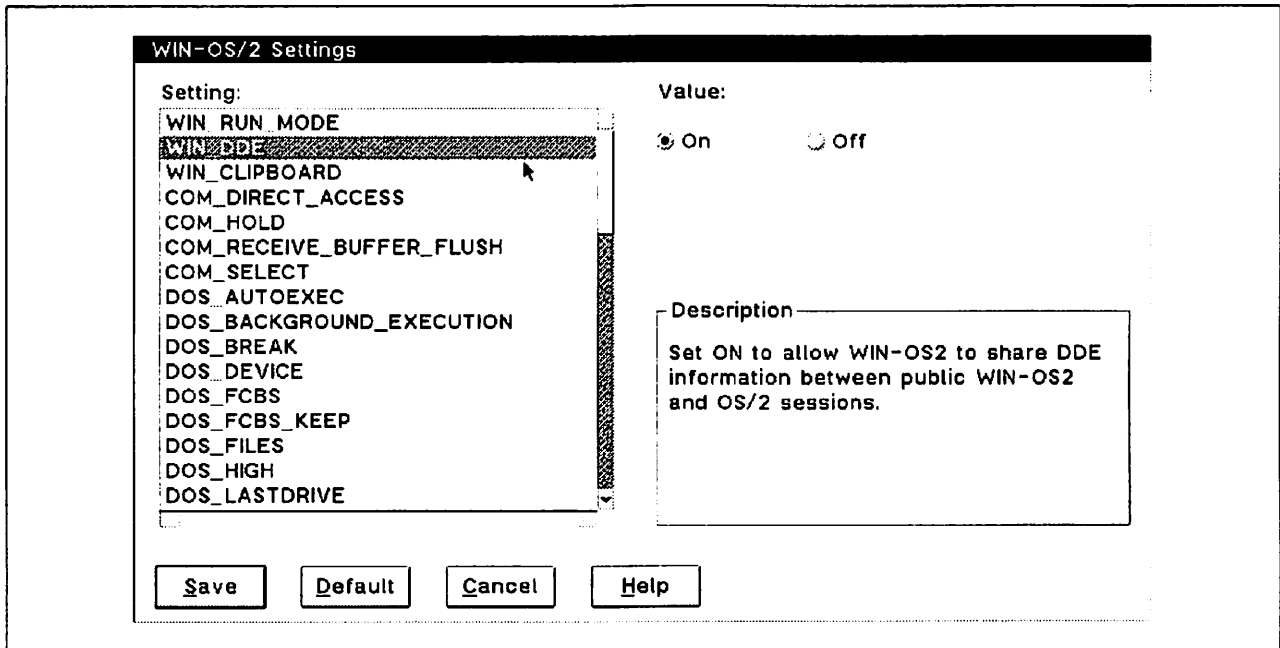 WIN-OS/2 Settings
Setting:
WIN_RUN_MODE
WIN_DDE
WIN_CLIPBOARD
COM_DIRECT_ACCESS
COM_HOLD
COM_RECEIVE_BUFFER_FLUSH
COM_SELECT
DOS_AUTOEXEC
DOS_BACKGROUND_EXECUTION
DOS_BREAK
DOS_DEVICE
DOS_FCBS
DOS_FCBS_KEEP
DOS_FILES
DOS_HIGH
DOS_LASTDRIVE
Value:
On Off
Description
Set ON to allow WIN-OS2 to share DDE
information between public WIN-OS2
and OS/2 sessions.
Save Default Cancel Help